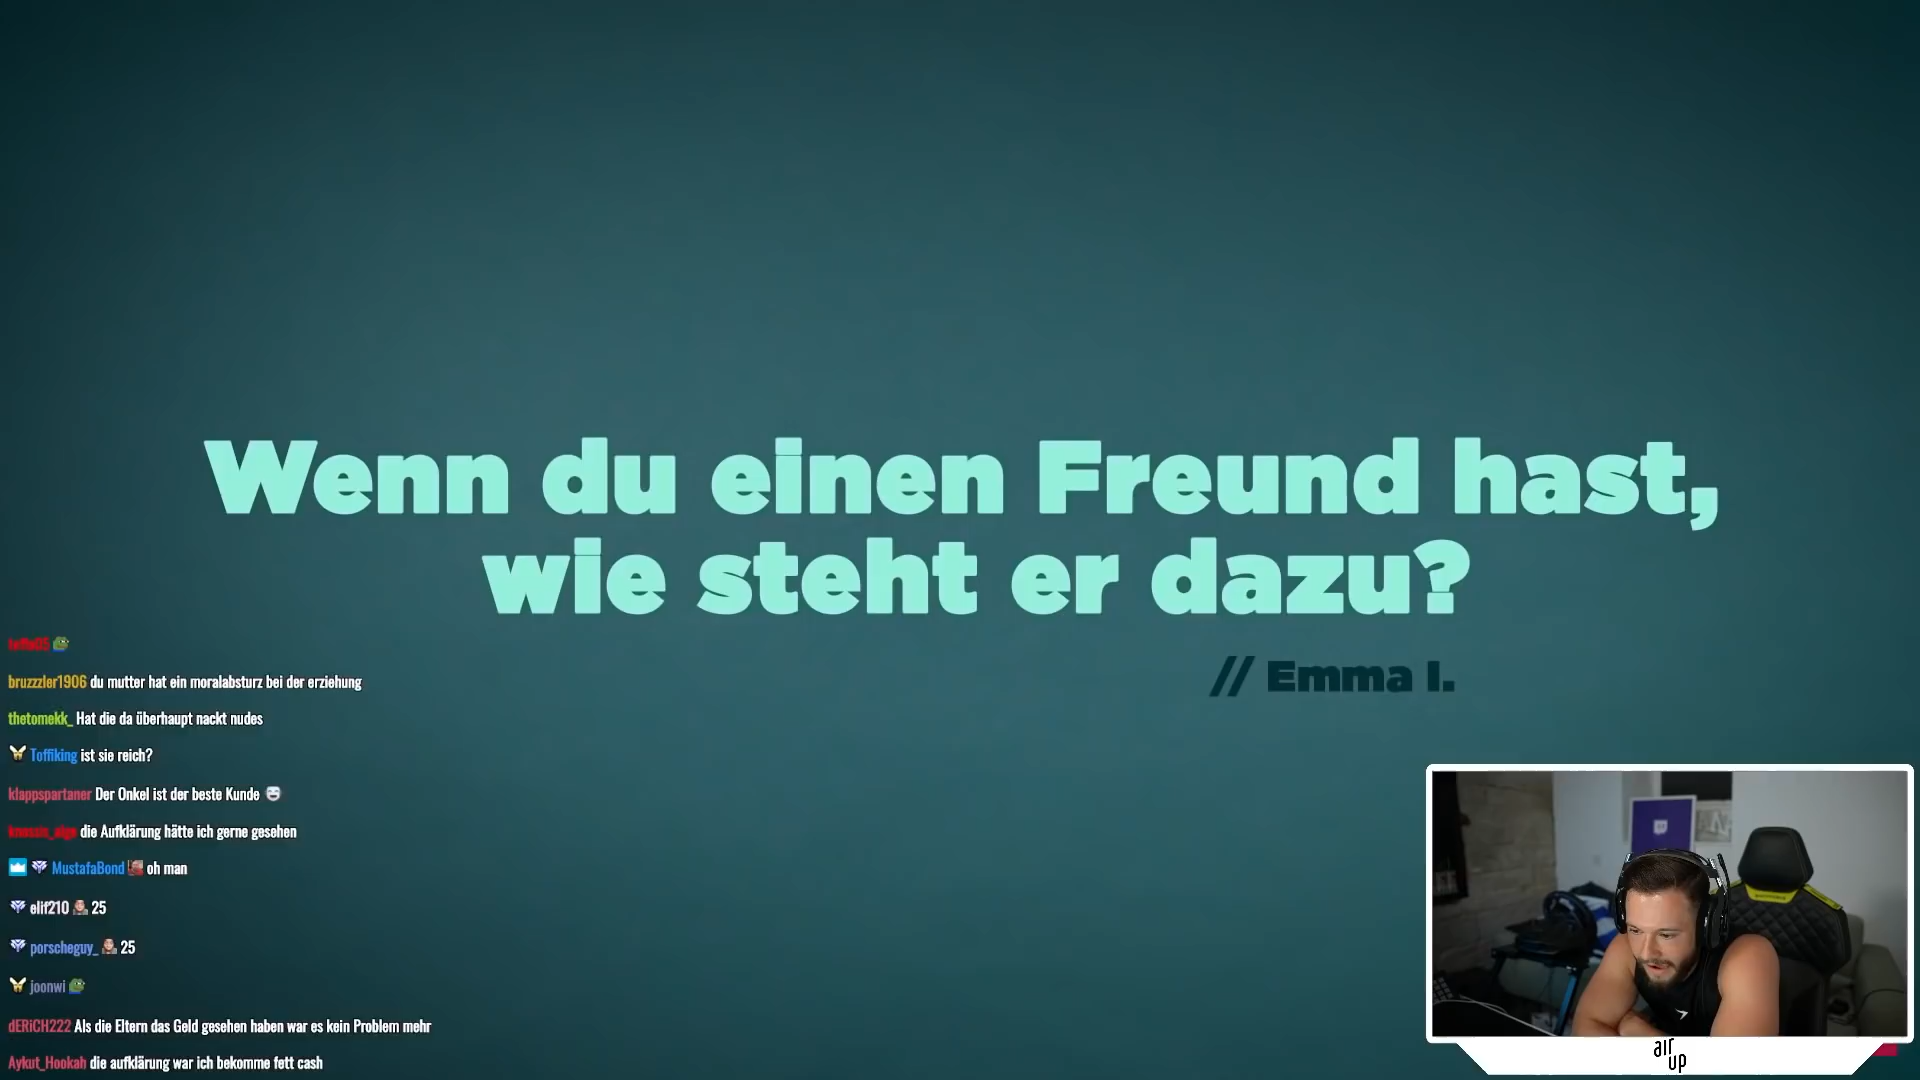 Wenn du einen Freund hast,
wie steht er dazu?
// Emma I.
bruzzzler1906 du mutter hat ein moralabsturz bei der erziehung
thetomekk_ Hat die da überhaupt nackt nudes
Toffiking ist sie reich?
klappspartaner Der Onkel ist der beste Kunde
die Aufklärung hätte ich gerne gesehen
MustafaBond oh man
elif210 25
porscheguy_ 25
joonwi
dERiCH222 Als die Eltern das Geld gesehen haben war es kein Problem mehr
Aykut_Hookah die aufklärung war ich bekomme fett cash
air
up